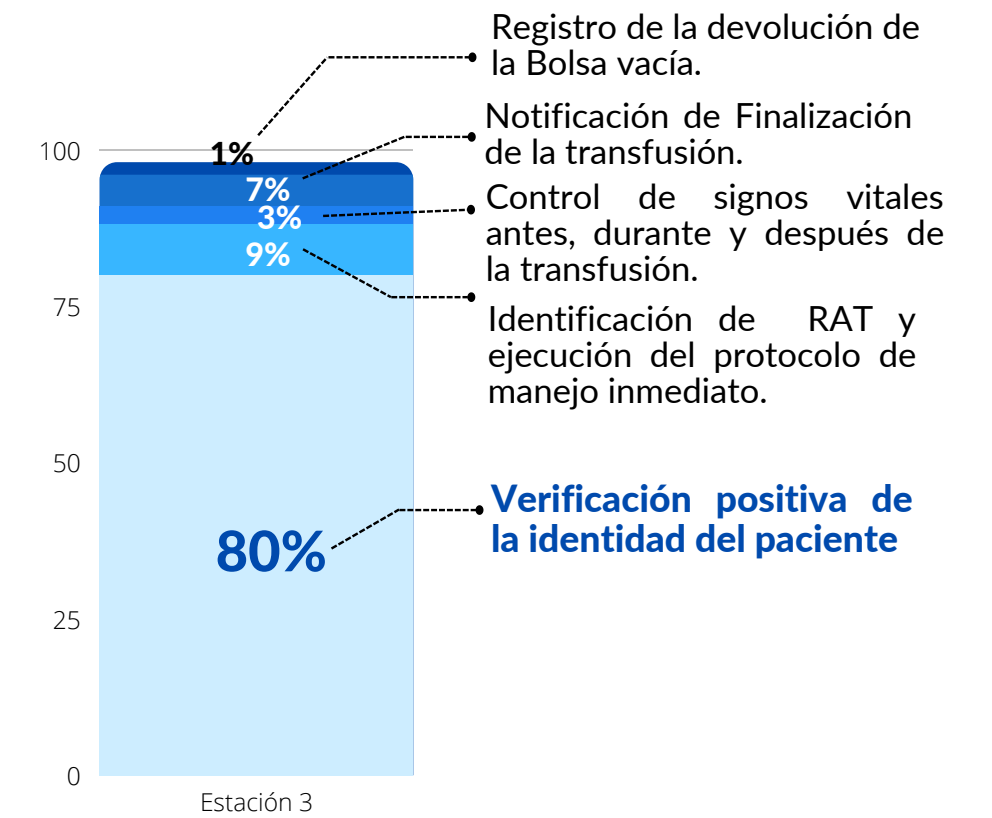 Registro de la devolución de
la Bolsa vacía.
Notificación de Finalización
de la transfusión.
Control de signos vitales
antes, durante y después de
la transfusión.
Identificación de RAT y
ejecución del protocolo de
manejo inmediato.
Verificación positiva de
la identidad del paciente
100
75
50
25
0
1%
7%
3%
9%
80%
Estación 3